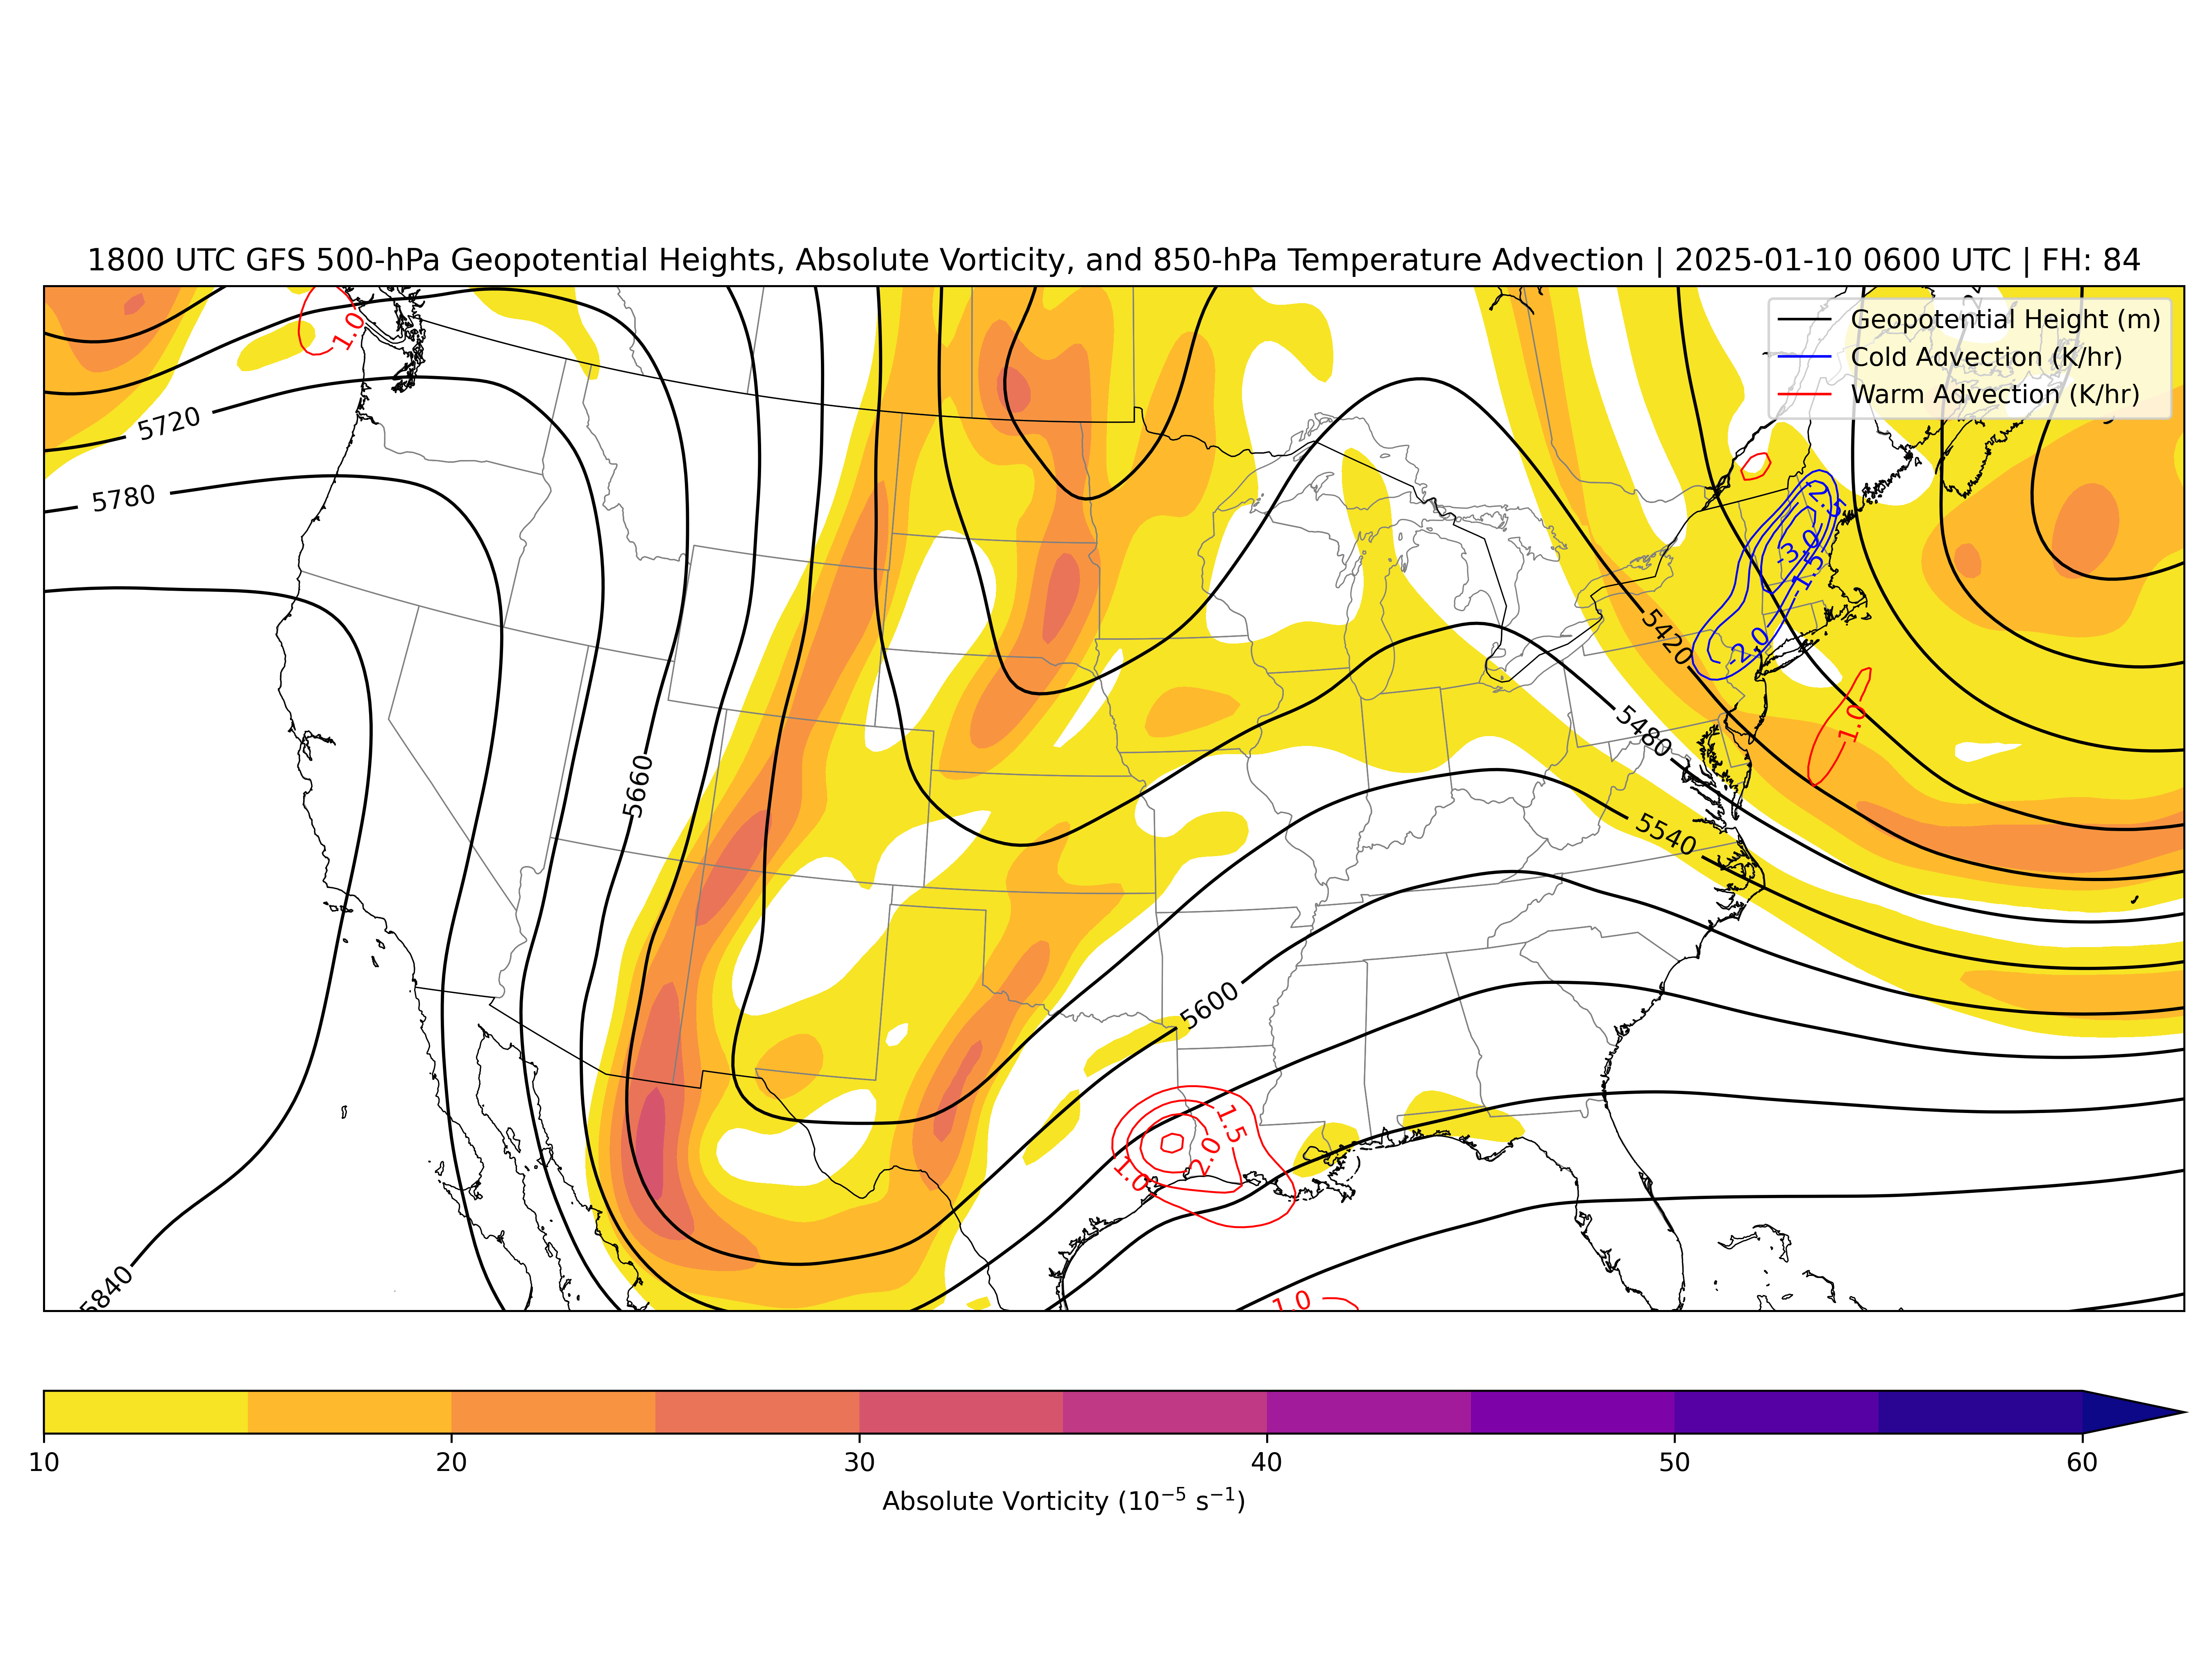 1800 UTC GFS 500-hPa Geopotential Heights, Absolute Vorticity, and 850-hPa Temperature Advection | 2025-01-10 0600 UTC | FH: 84
Geopotential Height (m)
Cold Advection (K/hr)
Warm Advection (K/hr)
1.0
5720
5780
-3.0
-1.5
5420
-2.0
1.0
5480
5660
5540
5600
1.5
2.0
1.0
5840
1.0
10 20 30 40 50 60
Absolute Vorticity (10⁻⁵ s⁻¹)